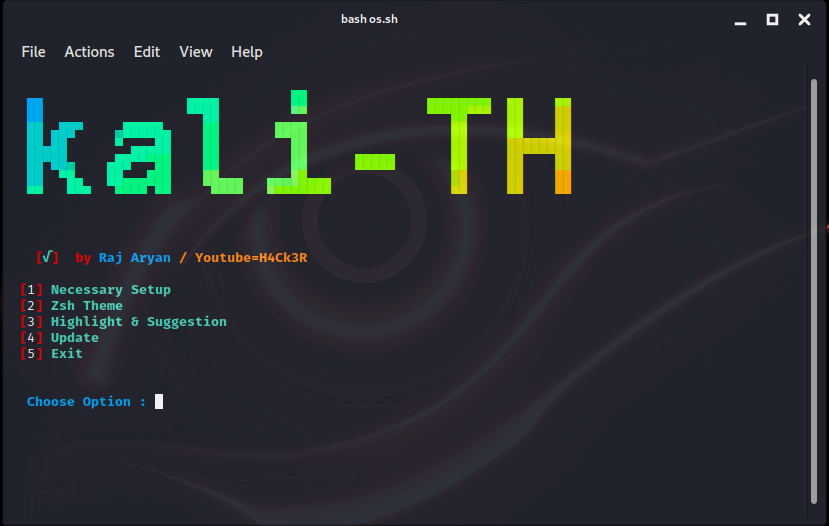 bash os.sh
File Actions Edit View Help
kali-TH
[√] by Raj Aryan / Youtube=H4Ck3R
[1] Necessary Setup
[2] Zsh Theme
[3] Highlight & Suggestion
[4] Update
[5] Exit
Choose Option :